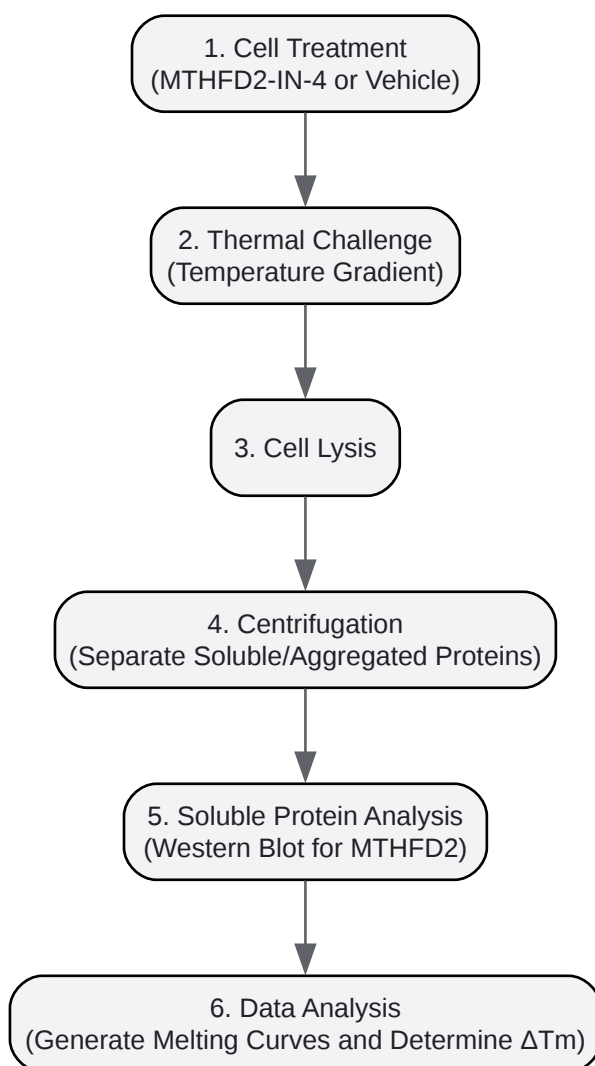 1. Cell Treatment
(MTHFD2-IN-4 or Vehicle)
2. Thermal Challenge
(Temperature Gradient)
3. Cell Lysis
4. Centrifugation
(Separate Soluble/Aggregated Proteins)
5. Soluble Protein Analysis
(Western Blot for MTHFD2)
6. Data Analysis
(Generate Melting Curves and Determine ΔTm)